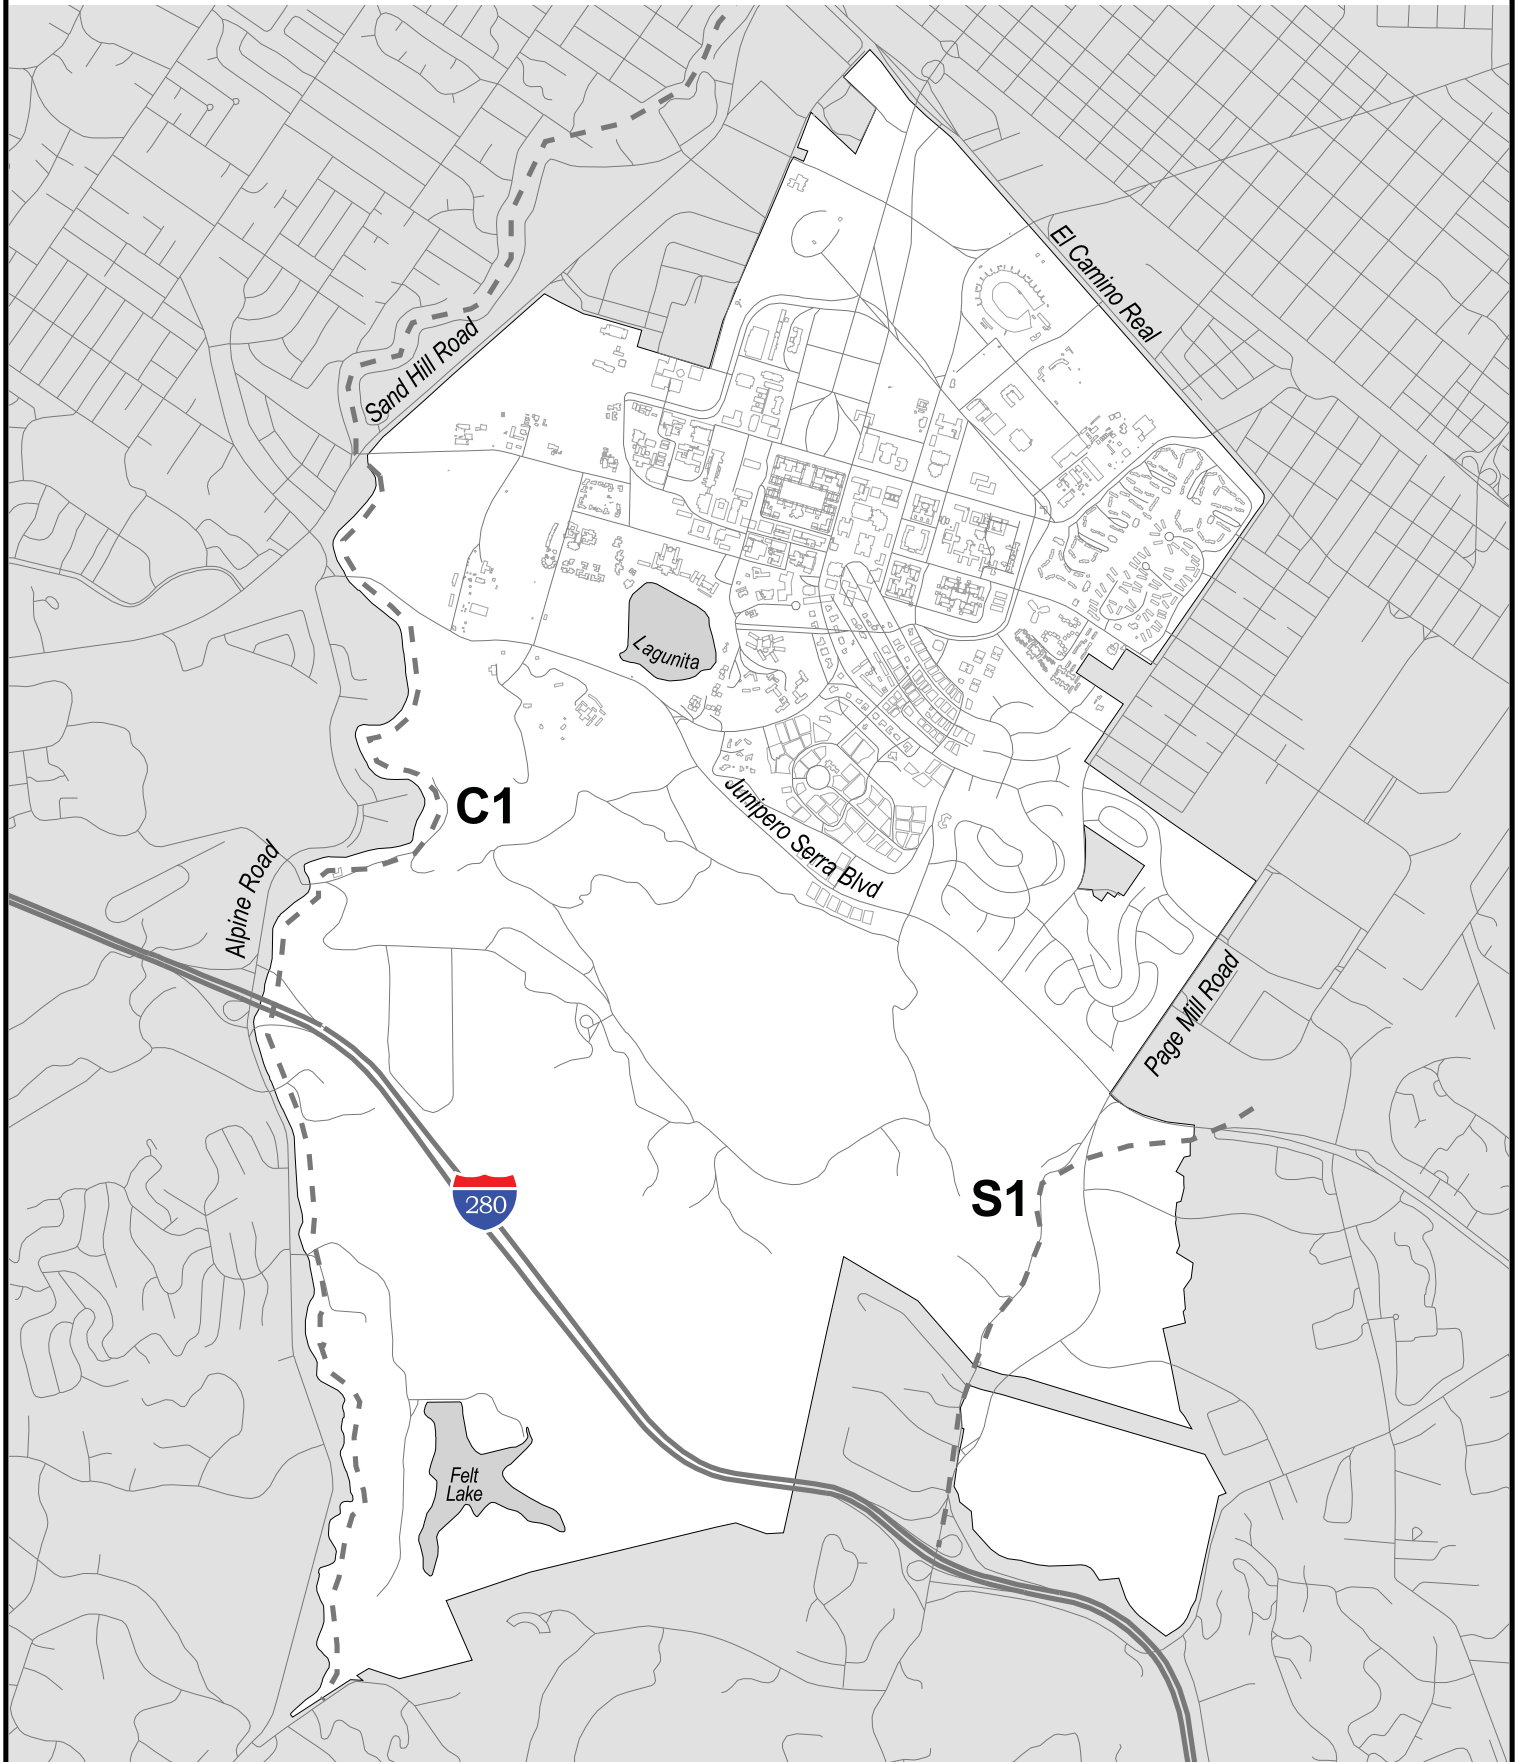 El Camino Real
Sand Hill Road
Lagunita
C1
Junipero Serra Blvd
Alpine Road
Page Mill Road
S1
280
Felt
Lake